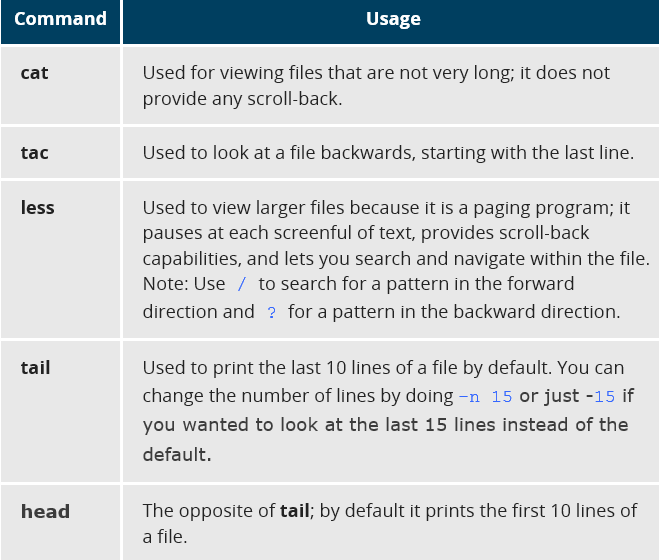 Command Usage
cat Used for viewing files that are not very long; it does not
provide any scroll-back.
tac Used to look at a file backwards, starting with the last line.
less Used to view larger files because it is a paging program; it
pauses at each screenful of text, provides scroll-back
capabilities, and lets you search and navigate within the file.
Note: Use / to search for a pattern in the forward
direction and ? for a pattern in the backward direction.
tail Used to print the last 10 lines of a file by default. You can
change the number of lines by doing –n 15 or just -15 if
you wanted to look at the last 15 lines instead of the
default.
head The opposite of tail; by default it prints the first 10 lines of
a file.